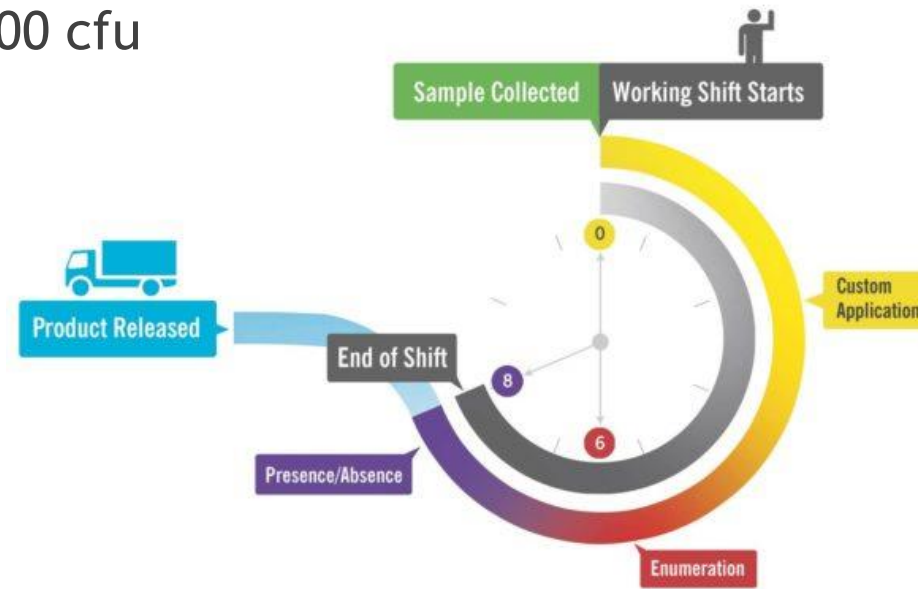 00 cfu
Sample Collected
Working Shift Starts
0
Custom
Application
Product Released
End of Shift
8
6
Presence/Absence
Enumeration